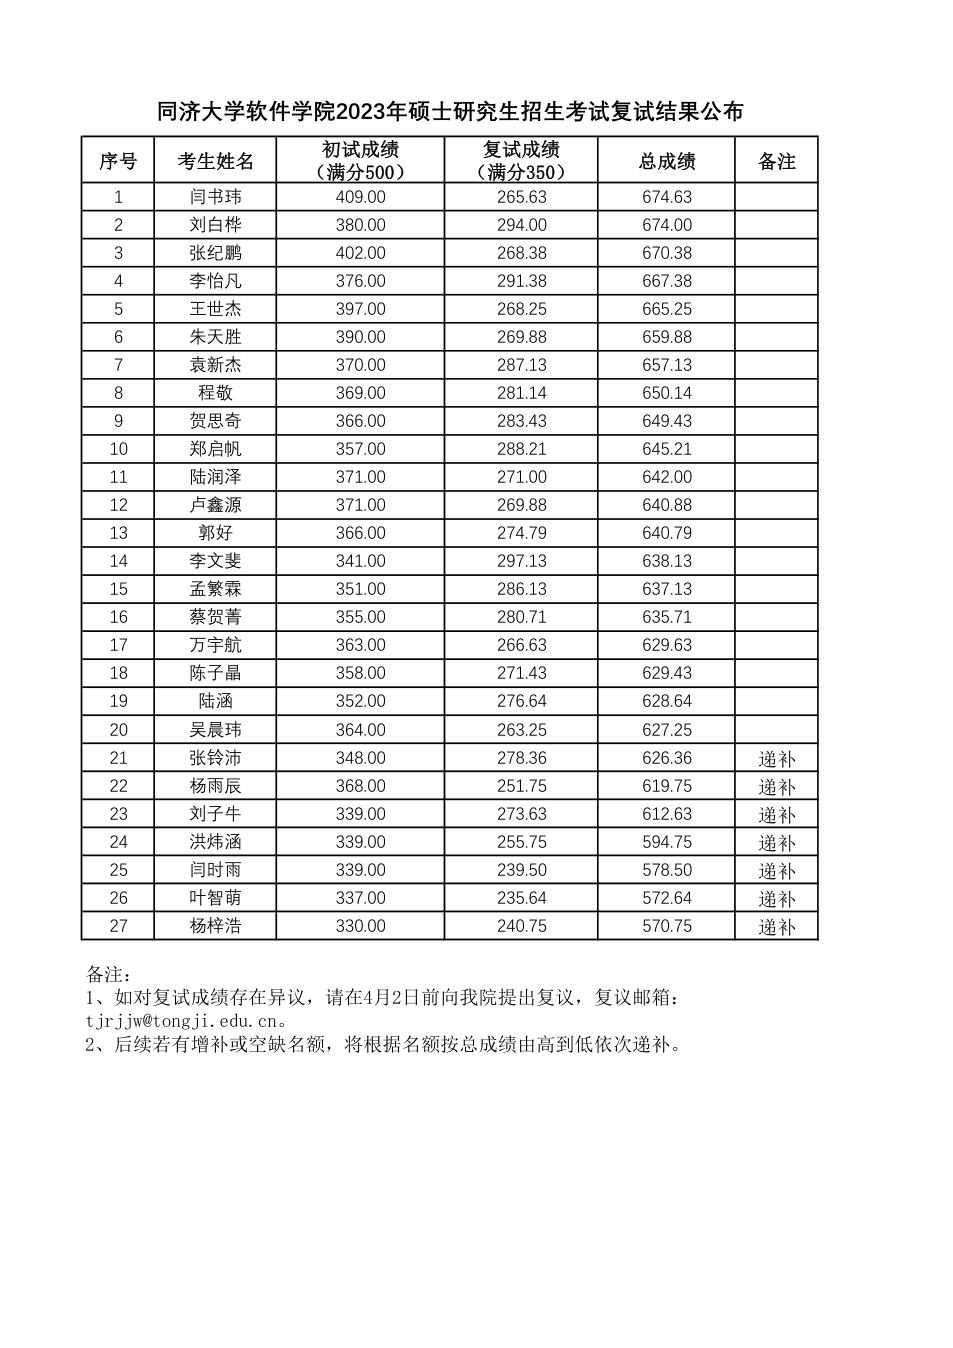 同济大学软件学院2023年硕士研究生招生考试复试结果公布
序号 考生姓名 初试成绩（满分500） 复试成绩（满分350） 总成绩 备注
1 闫书玮 409.00 265.63 674.63
2 刘白桦 380.00 294.00 674.00
3 张纪鹏 402.00 268.38 670.38
4 李怡凡 376.00 291.38 667.38
5 王世杰 397.00 268.25 665.25
6 朱天胜 390.00 269.88 659.88
7 袁新杰 370.00 287.13 657.13
8 程敬 369.00 281.14 650.14
9 贺思奇 366.00 283.43 649.43
10 郑启帆 357.00 288.21 645.21
11 陆润泽 371.00 271.00 642.00
12 卢鑫源 371.00 269.88 640.88
13 郭好 366.00 274.79 640.79
14 李文斐 341.00 297.13 638.13
15 孟繁霖 351.00 286.13 637.13
16 蔡贺菁 355.00 280.71 635.71
17 万宇航 363.00 266.63 629.63
18 陈子晶 358.00 271.43 629.43
19 陆涵 352.00 276.64 628.64
20 吴晨玮 364.00 263.25 627.25
21 张铃沛 348.00 278.36 626.36 递补
22 杨雨辰 368.00 251.75 619.75 递补
23 刘子牛 339.00 273.63 612.63 递补
24 洪炜涵 339.00 255.75 594.75 递补
25 闫时雨 339.00 239.50 578.50 递补
26 叶智萌 337.00 235.64 572.64 递补
27 杨梓浩 330.00 240.75 570.75 递补
备注：
1、如对复试成绩存在异议，请在4月2日前向我院提出复议，复议邮箱：
tjrjjw@tongji.edu.cn。
2、后续若有增补或空缺名额，将根据名额按总成绩由高到低依次递补。